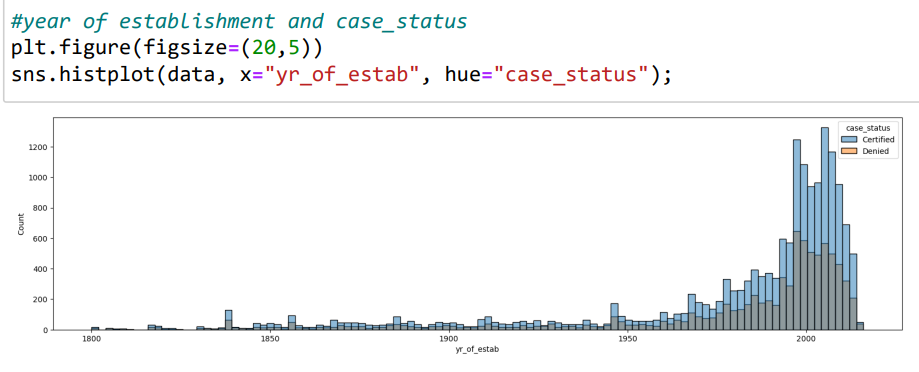 #year of establishment and case_status
plt.figure(figsize=(20,5))
sns.histplot(data, x="yr_of_estab", hue="case_status");
case_status
Certified
Denied
1200
1000
800
600
400
200
0
Count
1800 1850 1900 1950 2000
yr_of_estab